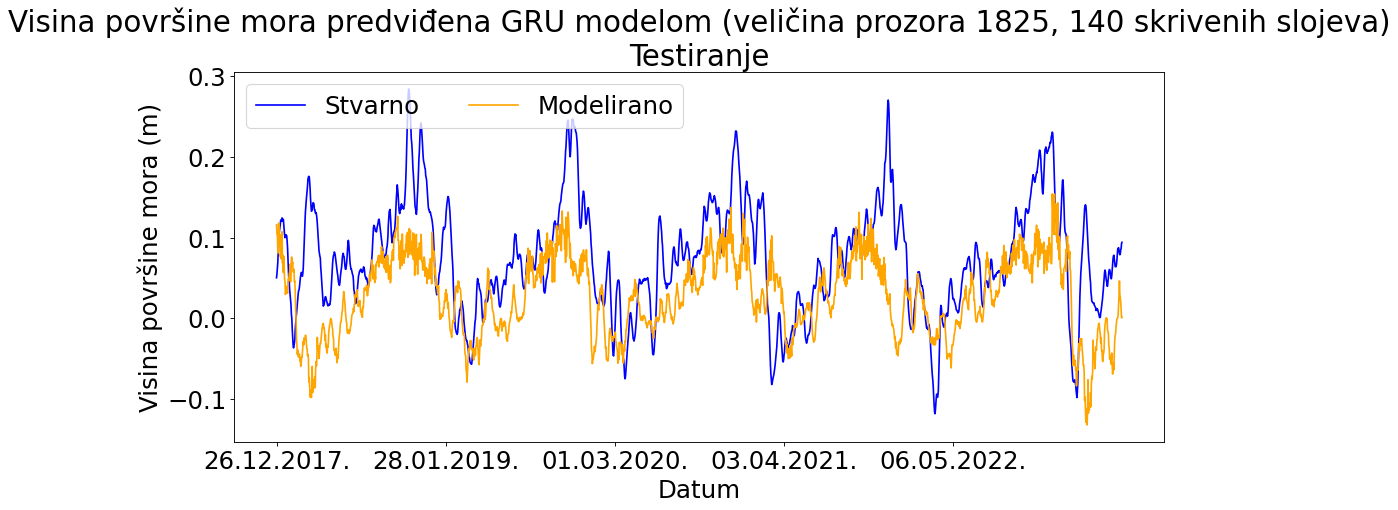 Visina površine mora predviđena GRU modelom (veličina prozora 1825, 140 skrivenih slojeva)
Testiranje
Stvarno Modelirano
Visina površine mora (m)
0.3
0.2
0.1
0.0
−0.1
26.12.2017. 28.01.2019. 01.03.2020. 03.04.2021. 06.05.2022.
Datum